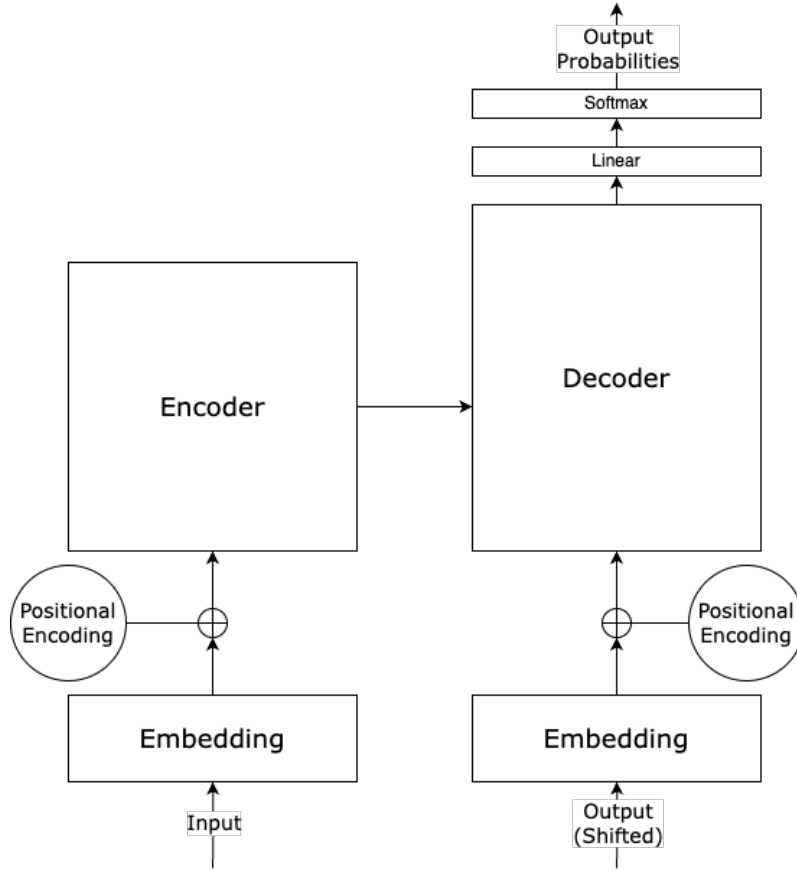 Output
Probabilities
Softmax
Linear
Encoder
Decoder
Positional
Encoding
Positional
Encoding
Embedding
Embedding
Input
Output
(Shifted)